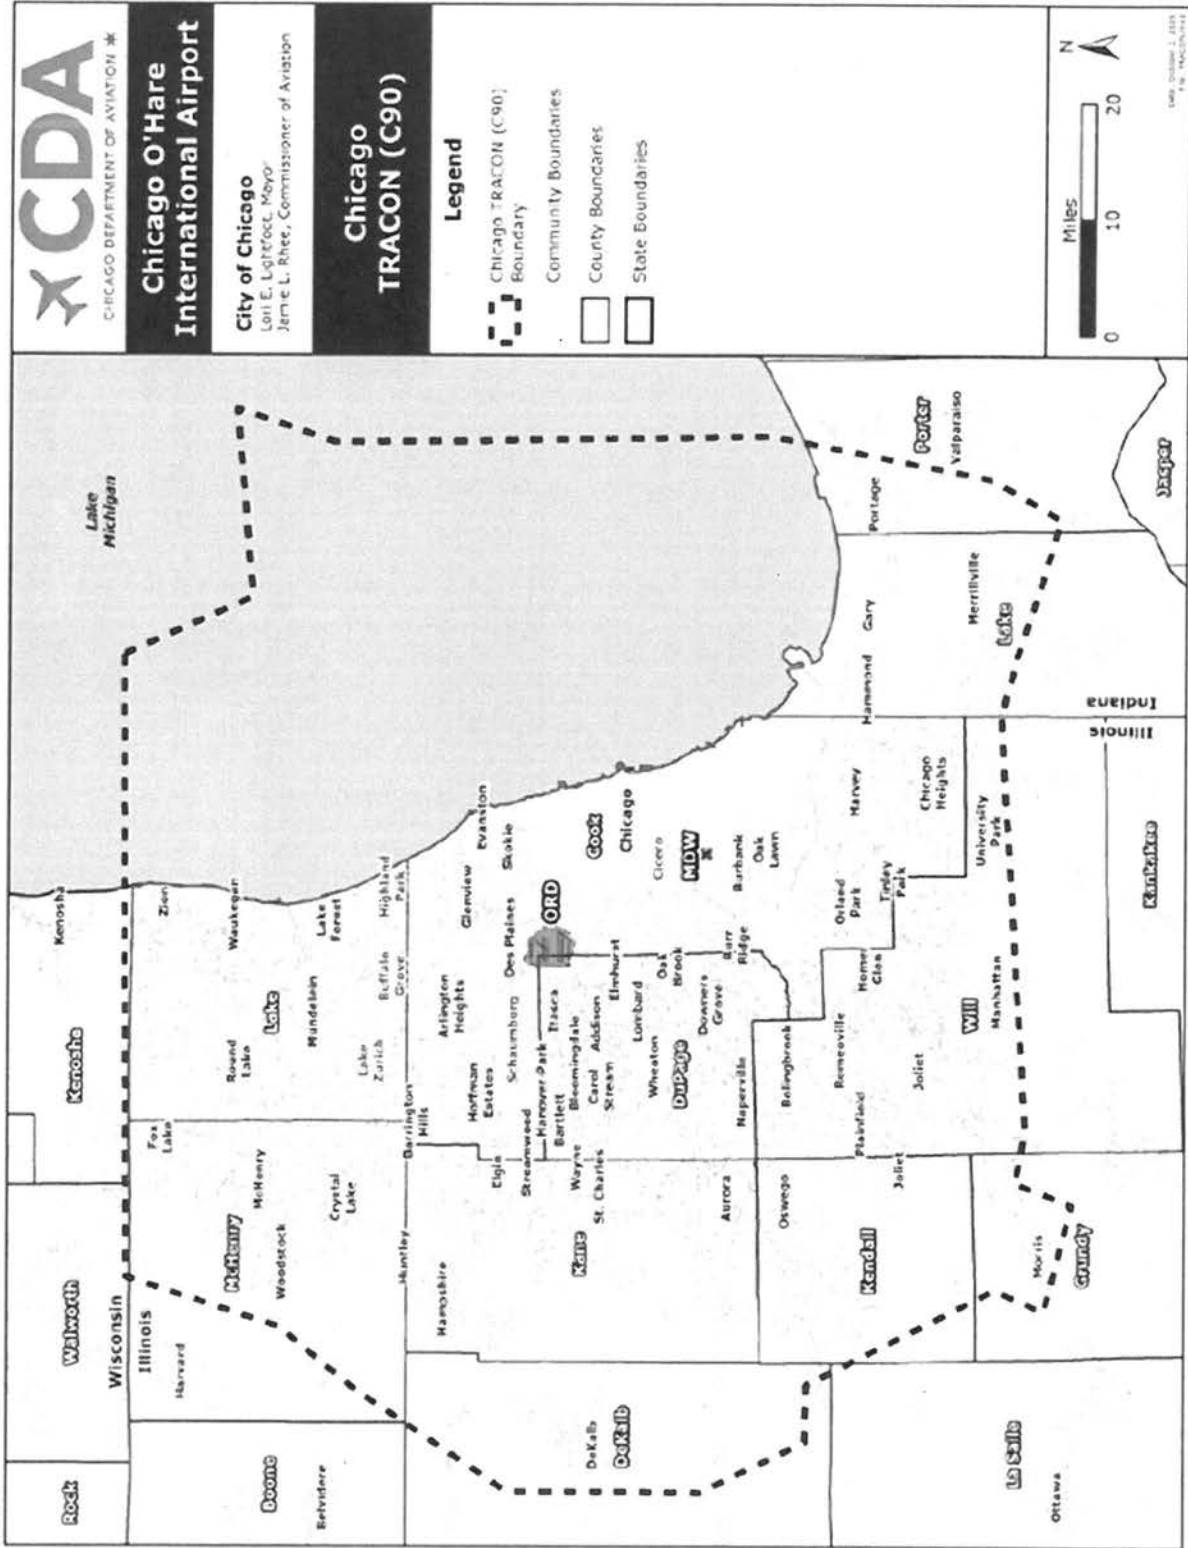 CDA
CHICAGO DEPARTMENT OF AVIATION
Chicago O'Hare
International Airport
City of Chicago
Lori E. Lightfoot, Mayor
Jamie L. Rhee, Commissioner of Aviation
Chicago
TRACON (C90)
Legend
Chicago TRACON (C90)
Boundary
Community Boundaries
County Boundaries
State Boundaries
Miles
0
10
20
N
Rock
Walworth
Kenosha
Kenosha
Lake
Michigan
Wisconsin
Illinois
Harvard
Fox
Lake
Zion
Boone
Belvidere
McHenry
McHenry
Woodstock
Crystal
Lake
Round
Lake
Lake
Waukegan
Mundelein
Lake
Forest
Lake
Zurich
Buffalo
Grove
Highland
Park
Huntley
Barrington
Hills
Hampshire
Arlington
Heights
Glenview
Evanston
Hoffman
Estates
Elgin
Schaumburg
Des Plaines
Skokie
Streamwood
Hanover Park
Itasca
ORD
Bartlett
Bloomingdale
Wayne
Carol
Stream
Addison
Elmhurst
Cook
Chicago
Kane
St. Charles
DeKalb
DeKalb
Lombard
Wheaton
Oak
Brook
Cicero
DuPage
Downers
Grove
MDW
Aurora
Naperville
Burr
Ridge
Burbank
Oak
Lawn
Oswego
Bolingbrook
Romeoville
Plainfield
Orland
Park
Harvey
Hammond
Gary
Portage
Kendall
Joliet
Joliet
Homer
Glen
Tinley
Park
Chicago
Heights
Porter
Valparaiso
Will
Manhattan
University
Park
Merrillville
Lake
Morris
Grundy
La Salle
Ottawa
Illinois
Indiana
Kankakee
Jasper